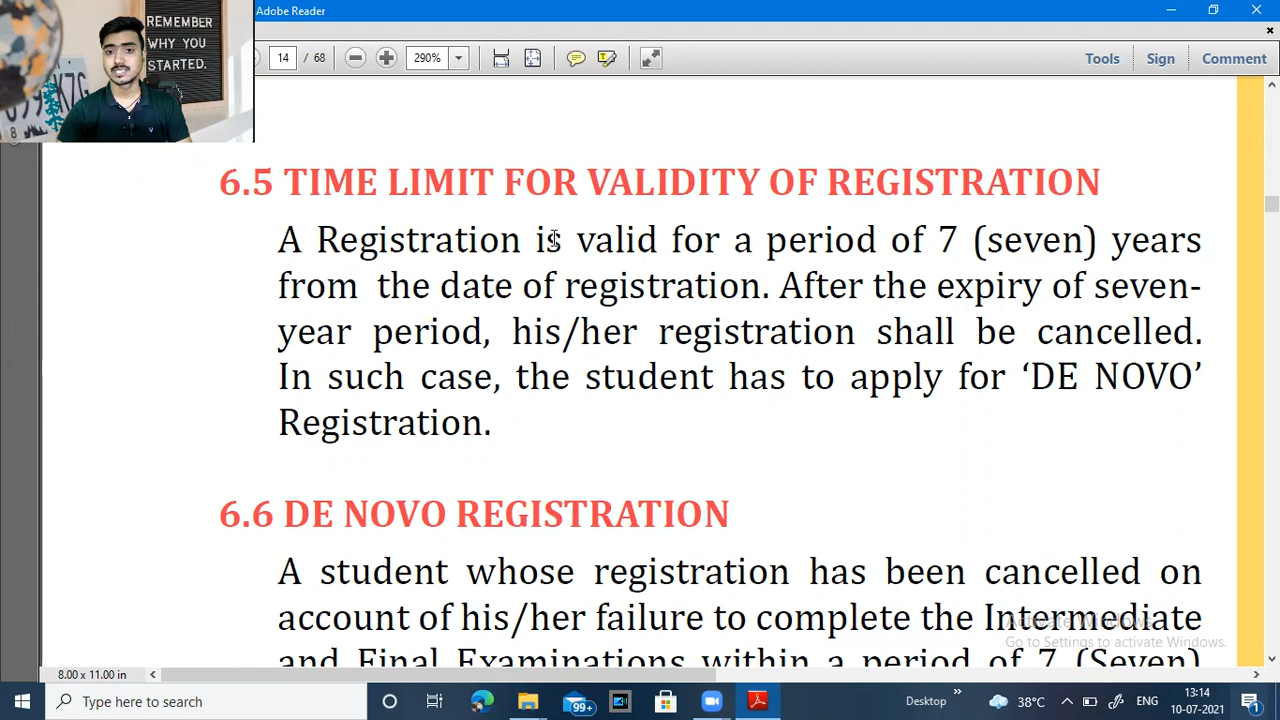 Adobe Reader
REMEMBER
WHY YOU
STARTED.
K7G
14 / 68
290%
Tools
Sign
Comment
6.5 TIME LIMIT FOR VALIDITY OF REGISTRATION
A Registration is valid for a period of 7 (seven) years
from the date of registration. After the expiry of seven-
year period, his/her registration shall be cancelled.
In such case, the student has to apply for ‘DE NOVO’
Registration.
6.6 DE NOVO REGISTRATION
A student whose registration has been cancelled on
account of his/her failure to complete the Intermediate
and Final Examinations within a period of 7 (Seven)
Activate Windows
Go to Settings to activate Windows.
8.00 x 11.00 in
Type here to search
99+
Desktop
38°C
ENG
13:14
10-07-2021
1